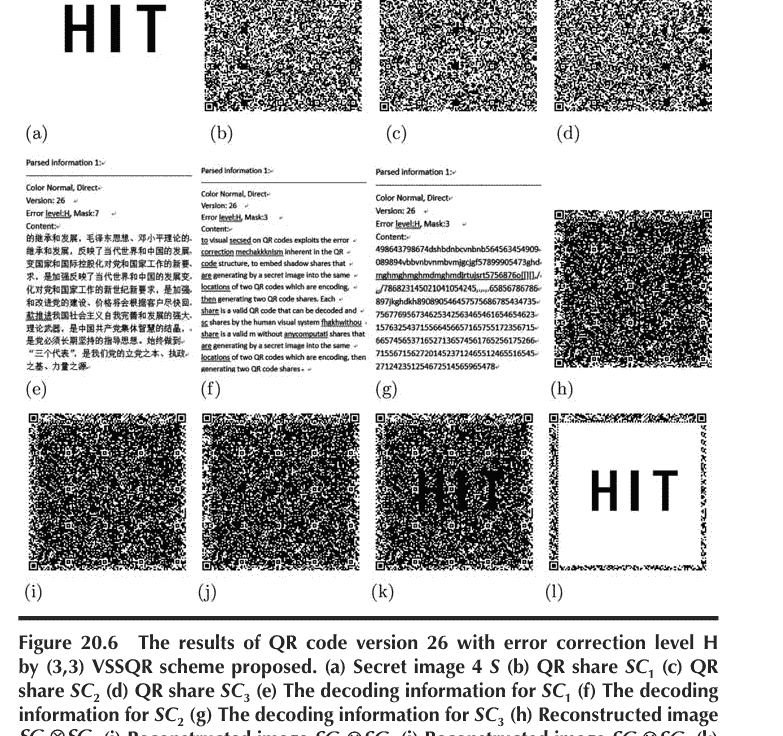 HIT
(a)
(b)
(c)
(d)
Parsed information 1:
Color Normal, Direct
Version: 26
Error level:H, Mask:7
Content:
的继承和发展，毛泽东思想、邓小平理论的
继承和发展，反映了当代世界和中国的发展
变国家和国际控股化对党和国家工作的新要
求，是加强反映了当代世界和中国的发展变
化对党和国家工作的新世纪新要求，是加强
和改进党的建设、价格将会根据客户尽快回
款推进我国社会主义自我完善和发展的强大
理论武器，是中国共产党集体智慧的结晶，
是党必须长期坚持的指导思想。始终做到
“三个代表”，是我们党的立党之本、执政
之基、力量之源
(e)
Parsed information 1:
Color Normal, Direct
Version: 26
Error level:H, Mask:3
Content:
to visual secsed on QR codes exploits the error
correction mechakkknlsm inherent in the QR
code structure, to embed shadow shares that
are generating by a secret image into the same
locations of two QR codes which are encoding,
then generating two QR code shares. Each
share is a valid QR code that can be decoded and
sc shares by the human visual system fhagkhwithou
share is a valid m without anycomputati shares that
are generating by a secret image into the same
locations of two QR codes which are encoding, then
generating two QR code shares.
(f)
Parsed information 1:
Color Normal, Direct
Version: 26
Error level:H, Mask:3
Content:
498643798674dshbdnbcvnbnb564563454909
089894vbbvnbvnmbvmjgcjgf57899905473ghd
897jkghdkh8908905464575756867854347 35
(g)
(h)
(i)
(j)
HIT
(k)
HIT
(l)
Figure 20.6 The results of QR code version 26 with error correction level H
by (3,3) VSSQR scheme proposed. (a) Secret image 4 S (b) QR share SC1 (c) QR
share SC2 (d) QR share SC3 (e) The decoding information for SC1 (f) The decoding
information for SC2 (g) The decoding information for SC3 (h) Reconstructed image